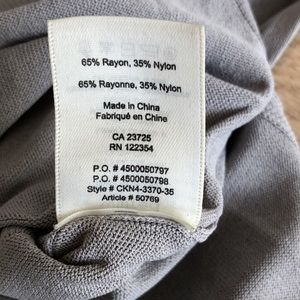 65% Rayon, 35% Nylon
65% Rayonne, 35% Nylon
Made in China
Fabriqué en Chine
CA 23725
RN 122354
P.O. # 4500050797
P.O. # 4500050798
Style # CKN4-3370-35
Article # 50769